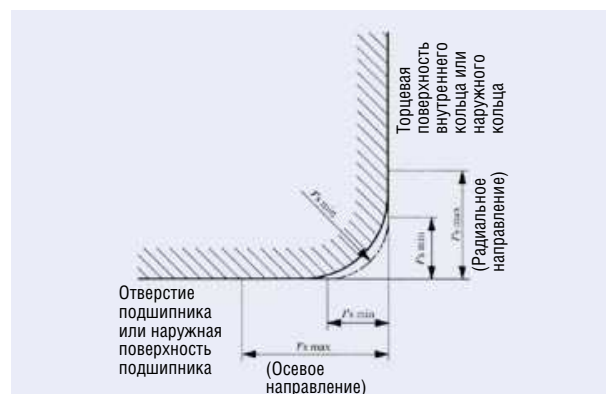 Торцевая
поверхность
внутреннего
кольца или
наружного
кольца
rs min
rs max
rs min
(Радиальное
направление)
rs min
rs max
Отверстие
подшипника
или наружная
поверхность
подшипника
(Осевое
направление)